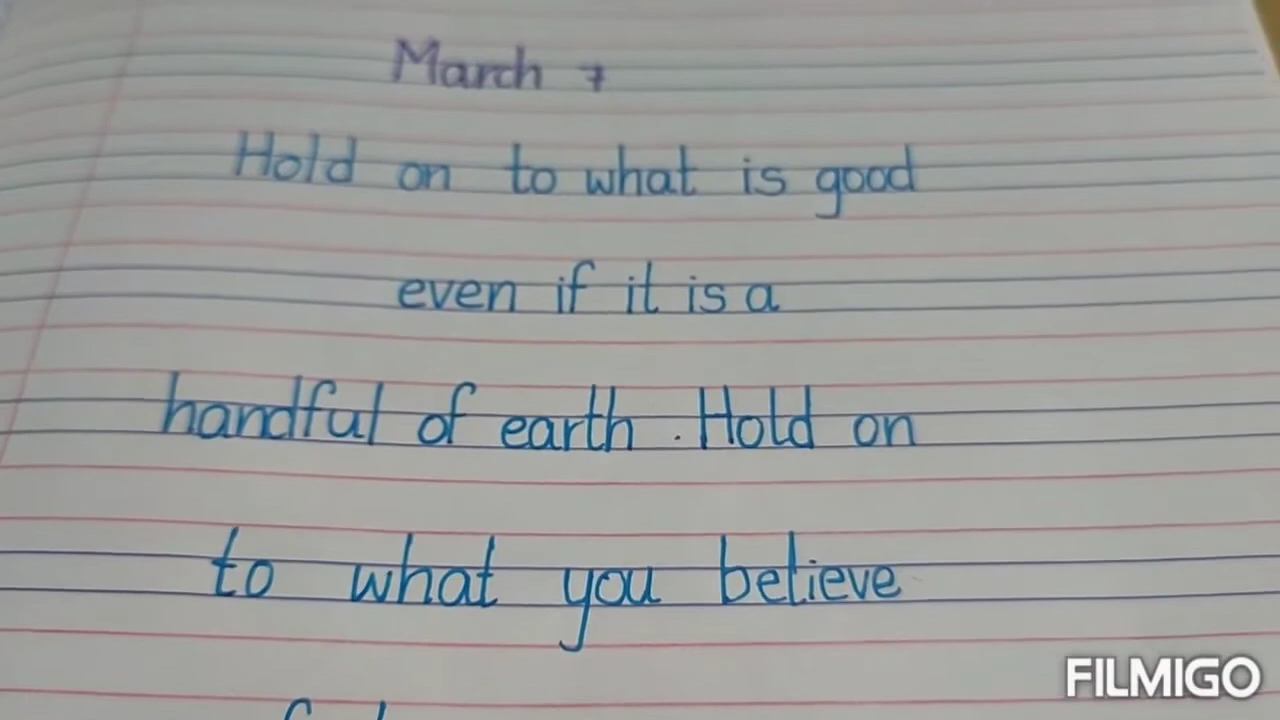 March 7
Hold on to what is good
even if it is a
handful of earth. Hold on
to what you believe
FILMIGO